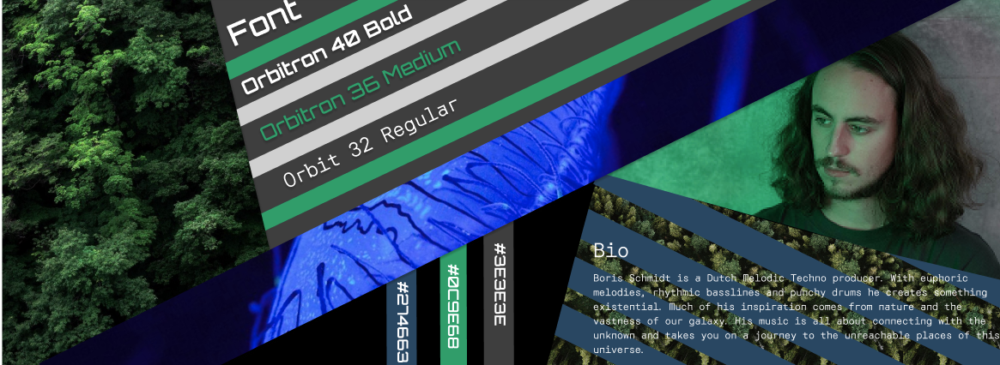 Font
Orbitron 40 Bold
Orbitron 36 Medium
Orbit 32 Regular
#274663
#0C9E68
#3E3E3E
Bio
Boris Schmidt is a Dutch Melodic Techno producer. With euphoric
melodies, rhythmic basslines and punchy drums he creates something
existential. Much of his inspiration comes from nature and the
vastness of our galaxy. His music is all about connecting with the
unknown and takes you on a journey to the unreachable places of this
universe.